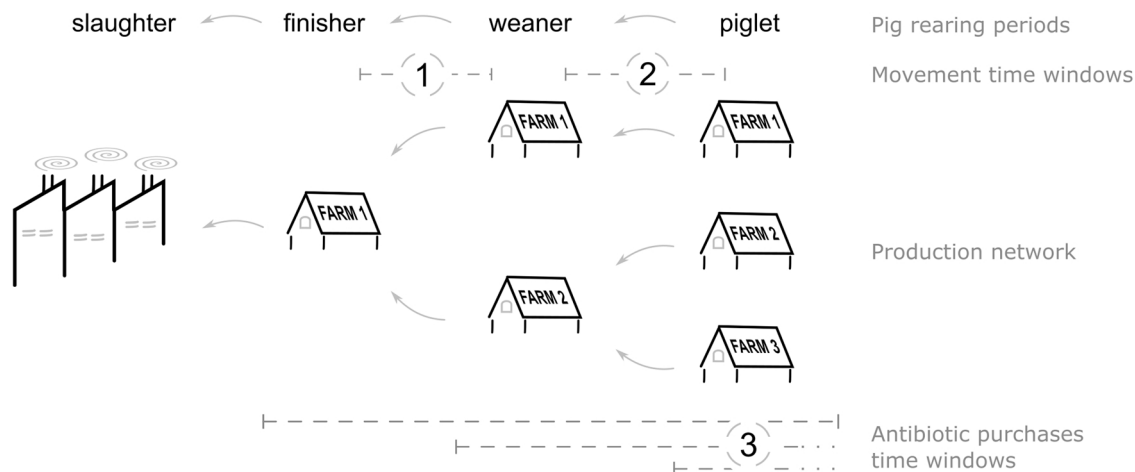 slaughter finisher weaner piglet Pig rearing periods
1 2 Movement time windows
FARM 1 FARM 1
FARM 1 FARM 2 Production network
FARM 2
FARM 3
3 Antibiotic purchases
time windows